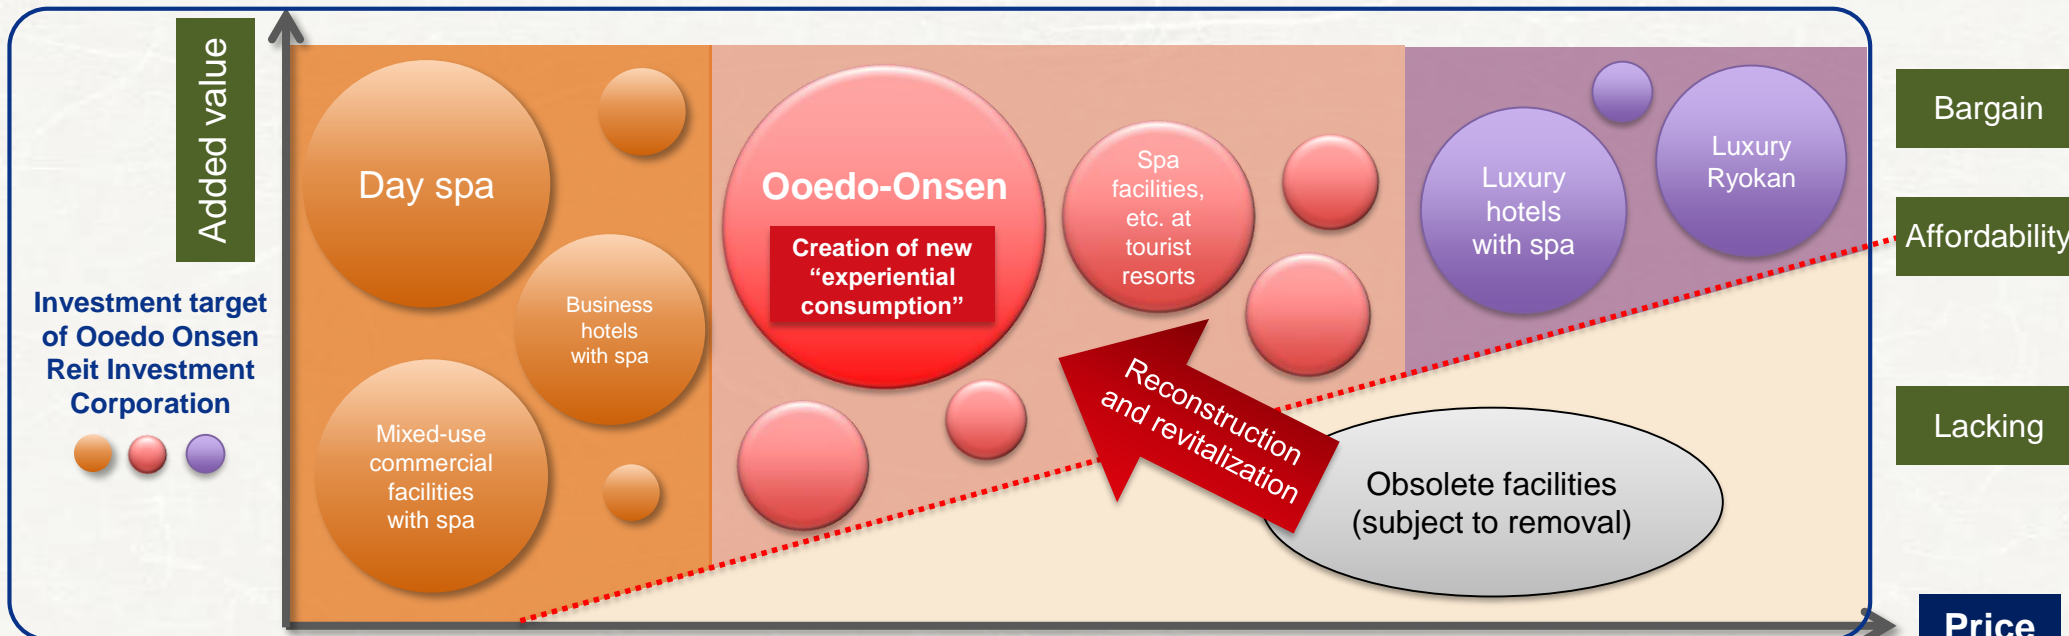 Added value
Investment target
of Ooedo Onsen
Reit Investment
Corporation
Day spa
Business
hotels
with spa
Mixed-use
commercial
facilities
with spa
Ooedo-Onsen
Creation of new
“experiential
consumption”
Spa
facilities,
etc. at
tourist
resorts
Luxury
hotels
with spa
Luxury
Ryokan
Reconstruction
and revitalization
Obsolete facilities
(subject to removal)
Bargain
Affordability
Lacking
Price